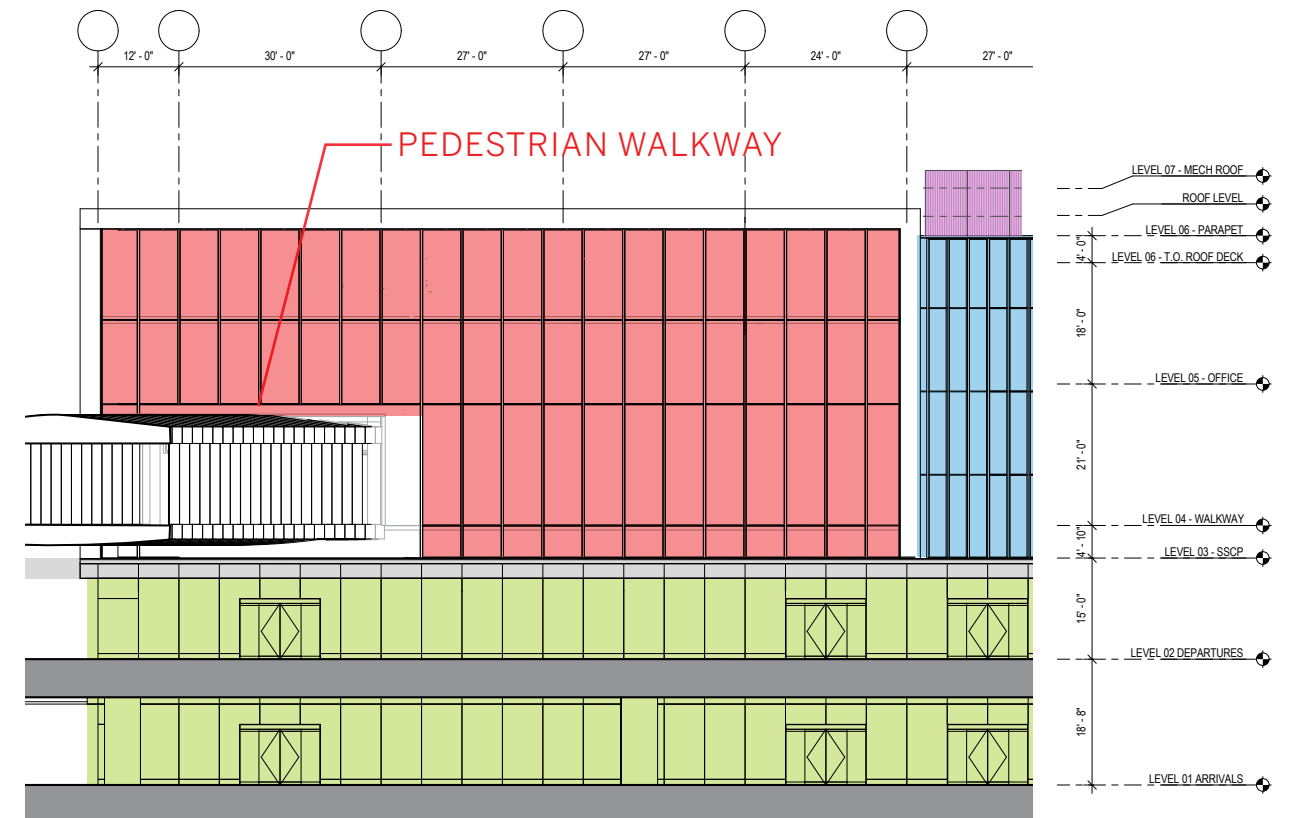 12' - 0"
30' - 0"
27' - 0"
27' - 0"
24' - 0"
27' - 0"
PEDESTRIAN WALKWAY
LEVEL 07 - MECH ROOF
ROOF LEVEL
LEVEL 06 - PARAPET
4' - 0"
LEVEL 06 - T.O. ROOF DECK
18' - 0"
LEVEL 05 - OFFICE
21' - 0"
LEVEL 04 - WALKWAY
4' - 10"
LEVEL 03 - SSCP
15' - 0"
LEVEL 02 DEPARTURES
18' - 8"
LEVEL 01 ARRIVALS